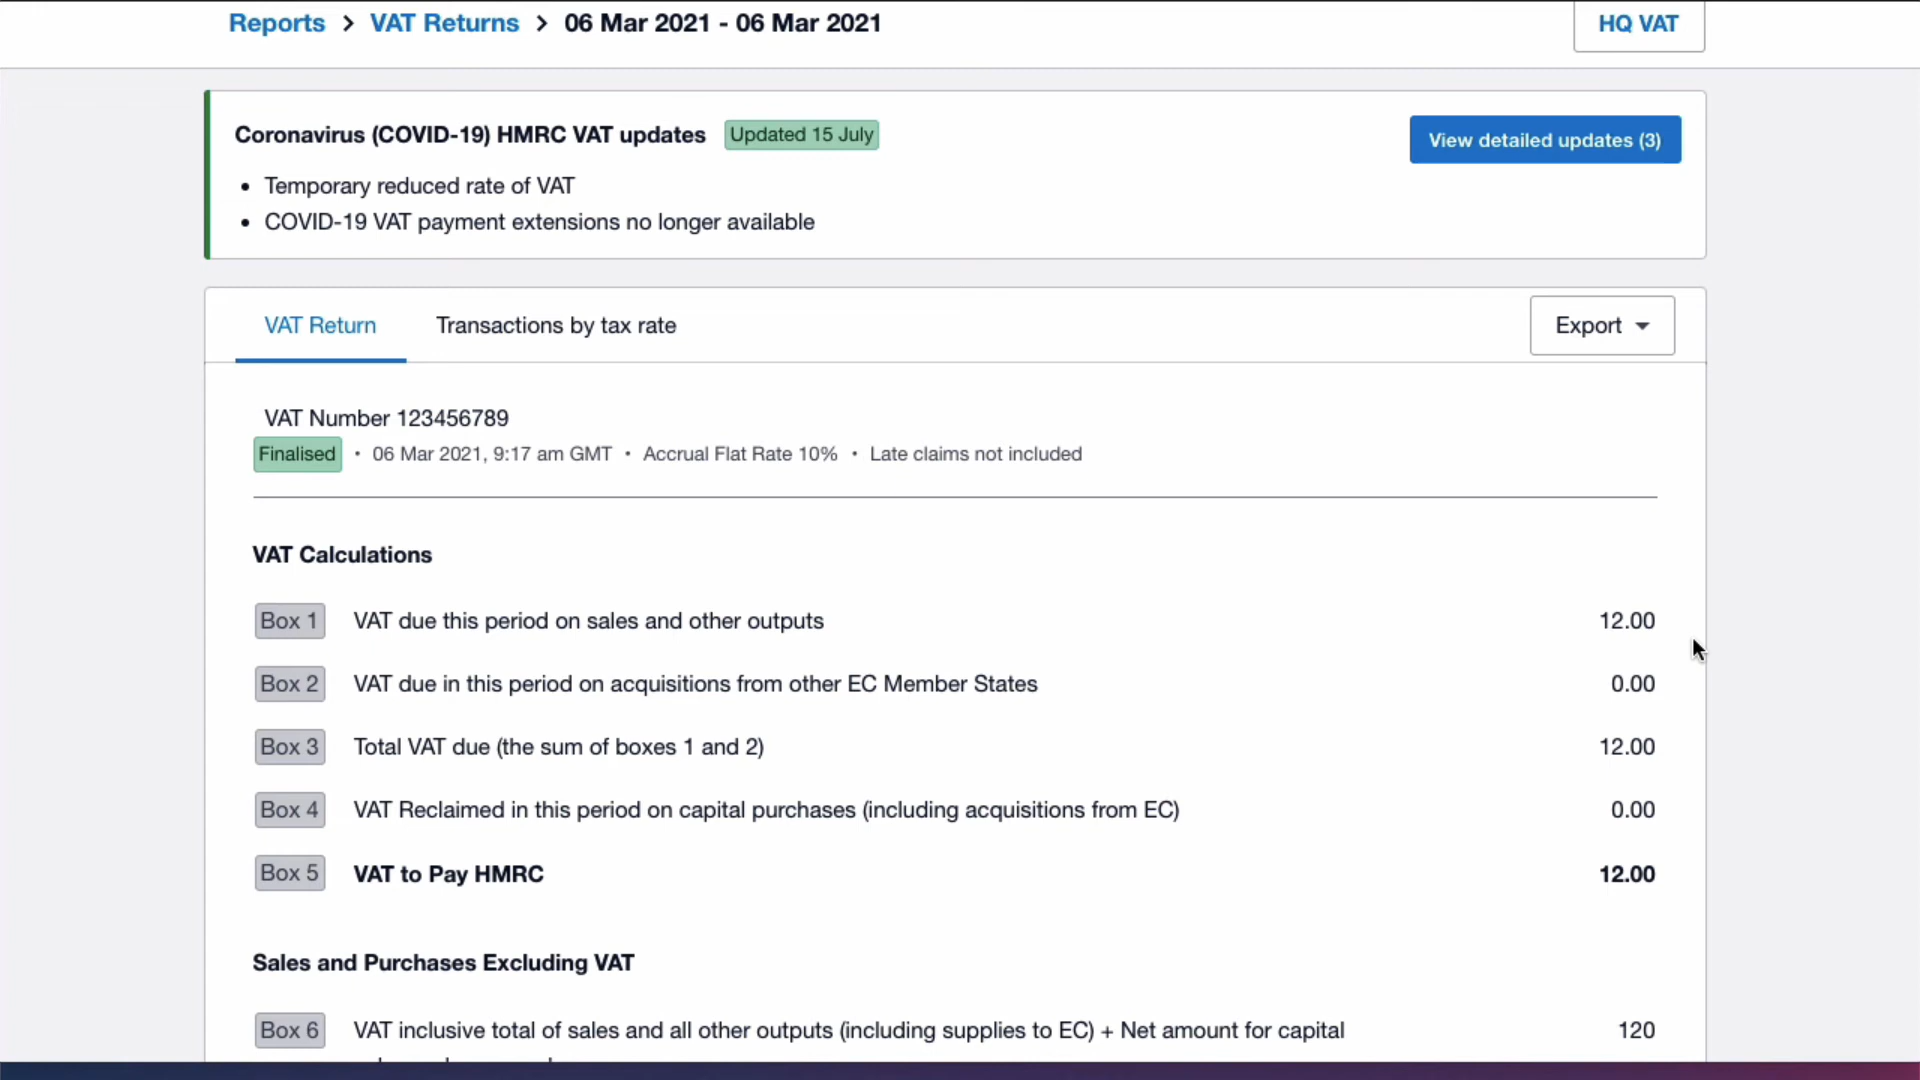 Reports > VAT Returns > 06 Mar 2021 - 06 Mar 2021
HQ VAT
Coronavirus (COVID-19) HMRC VAT updates Updated 15 July
View detailed updates (3)
• Temporary reduced rate of VAT
• COVID-19 VAT payment extensions no longer available
VAT Return Transactions by tax rate Export
VAT Number 123456789
Finalised • 06 Mar 2021, 9:17 am GMT • Accrual Flat Rate 10% • Late claims not included
VAT Calculations
Box 1 VAT due this period on sales and other outputs 12.00
Box 2 VAT due in this period on acquisitions from other EC Member States 0.00
Box 3 Total VAT due (the sum of boxes 1 and 2) 12.00
Box 4 VAT Reclaimed in this period on capital purchases (including acquisitions from EC) 0.00
Box 5 VAT to Pay HMRC 12.00
Sales and Purchases Excluding VAT
Box 6 VAT inclusive total of sales and all other outputs (including supplies to EC) + Net amount for capital 120